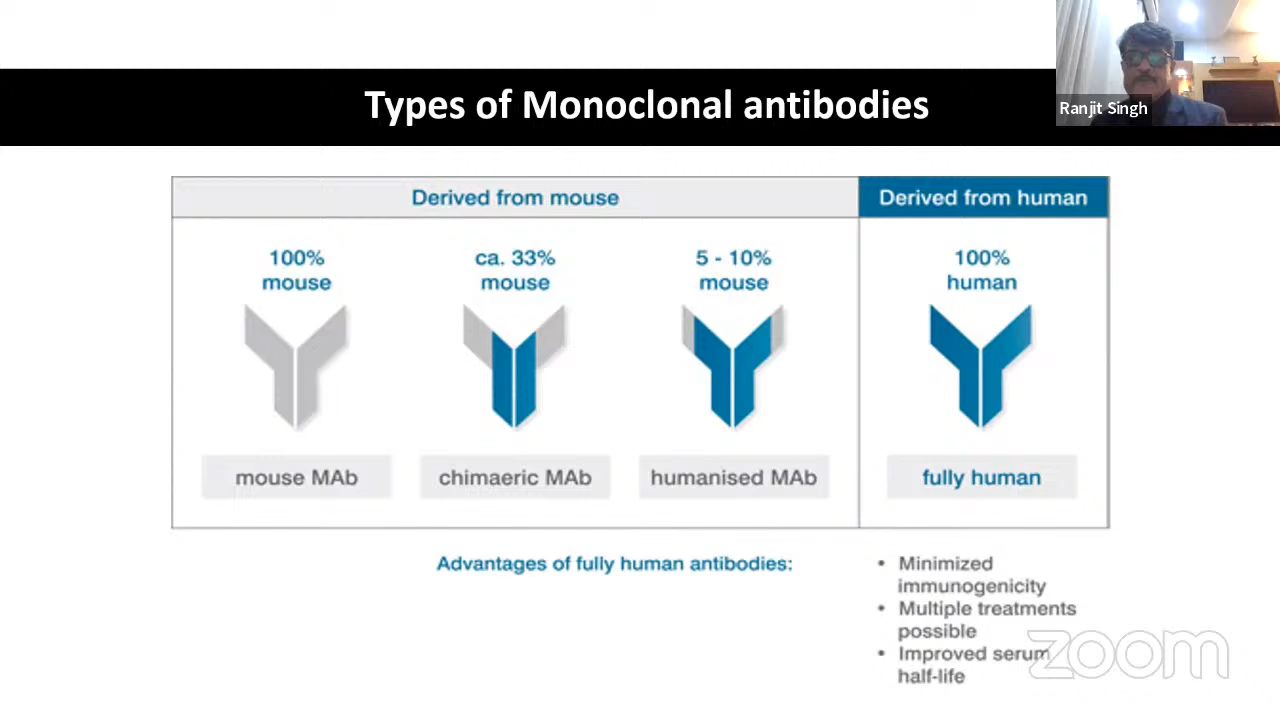 Types of Monoclonal antibodies
Ranjit Singh
Derived from mouse
Derived from human
100%
mouse
ca. 33%
mouse
5 - 10%
mouse
100%
human
mouse MAb
chimaeric MAb
humanised MAb
fully human
Advantages of fully human antibodies:
• Minimized
immunogenicity
• Multiple treatments
possible
• Improved serum
half-life
zoom